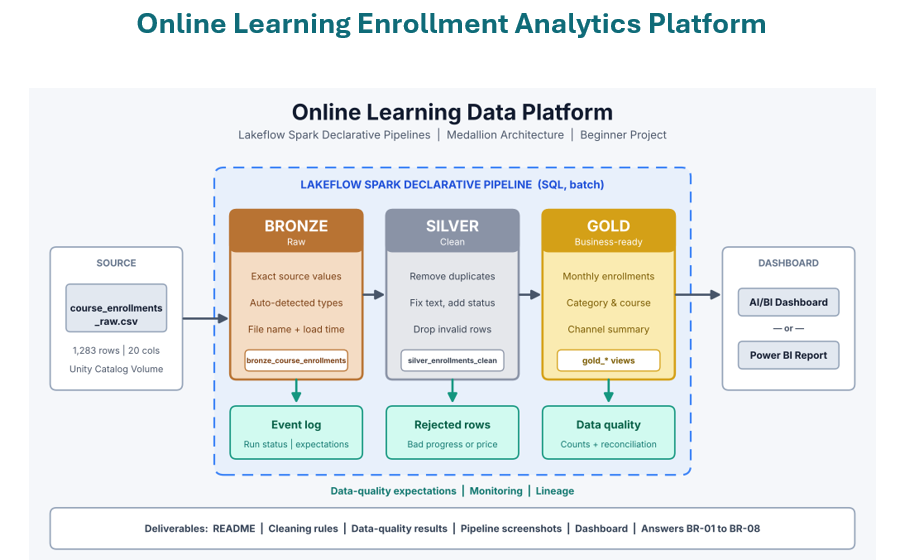 Online Learning Enrollment Analytics Platform
Online Learning Data Platform
Lakeflow Spark Declarative Pipelines | Medallion Architecture | Beginner Project
LAKEFLOW SPARK DECLARATIVE PIPELINE (SQL, batch)
SOURCE
course_enrollments
_raw.csv
1,283 rows | 20 cols
Unity Catalog Volume
BRONZE
Raw
Exact source values
Auto-detected types
File name + load time
bronze_course_enrollments
SILVER
Clean
Remove duplicates
Fix text, add status
Drop invalid rows
silver_enrollments_clean
GOLD
Business-ready
Monthly enrollments
Category & course
Channel summary
gold_* views
DASHBOARD
AI/BI Dashboard
— or —
Power BI Report
Event log
Run status | expectations
Rejected rows
Bad progress or price
Data quality
Counts + reconciliation
Data-quality expectations | Monitoring | Lineage
Deliverables: README | Cleaning rules | Data-quality results | Pipeline screenshots | Dashboard | Answers BR-01 to BR-08